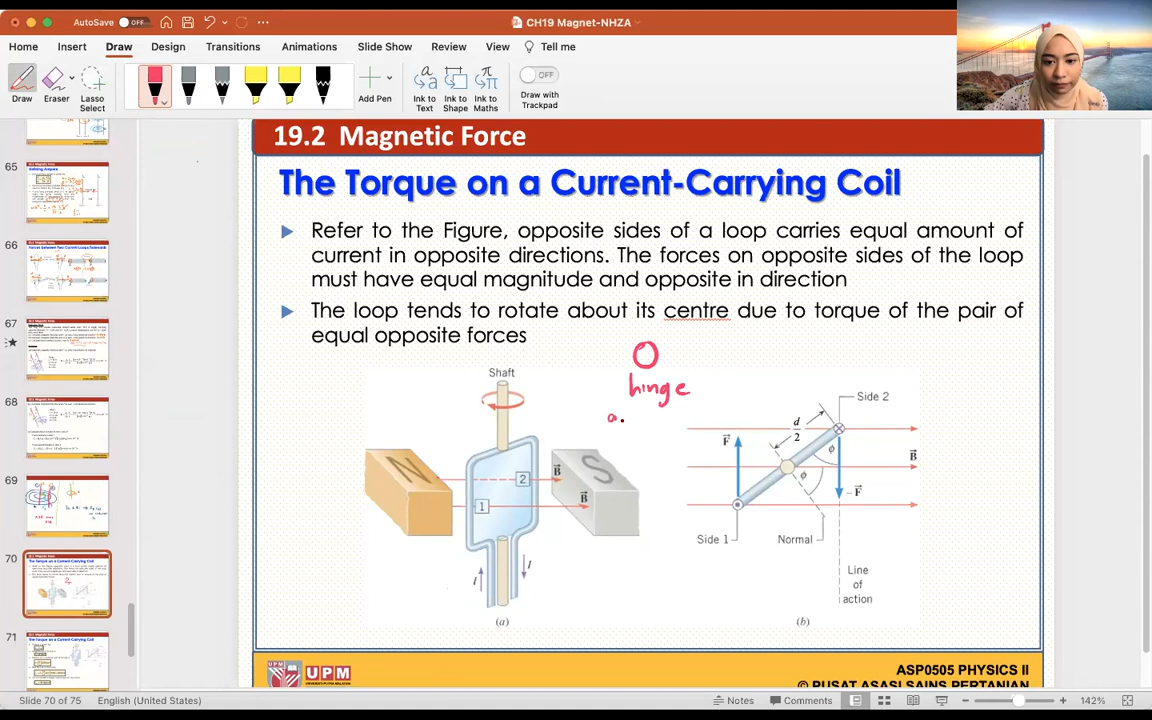 AutoSave OFF
CH19 Magnet-NHZA
Home Insert Draw Design Transitions Animations Slide Show Review View Tell me
Draw Eraser Lasso Select Add Pen Ink to Text Ink to Shape Ink to Maths OFF Draw with Trackpad
65
66
67
68
69
70
71
19.2 Magnetic Force
The Torque on a Current-Carrying Coil
Refer to the Figure, opposite sides of a loop carries equal amount of
current in opposite directions. The forces on opposite sides of the loop
must have equal magnitude and opposite in direction
The loop tends to rotate about its centre due to torque of the pair of
equal opposite forces
O
hinge
a.
Shaft
N
S
B
B
2
1
I
I
(a)
Side 2
d/2
F
B
ϕ
ϕ
−F
Side 1
Normal
Line
of
action
(b)
UPM
UPM
ASP0505 PHYSICS II
© PUSAT ASASI SAINS PERTANIAN
Slide 70 of 75 English (United States) Notes Comments 142%